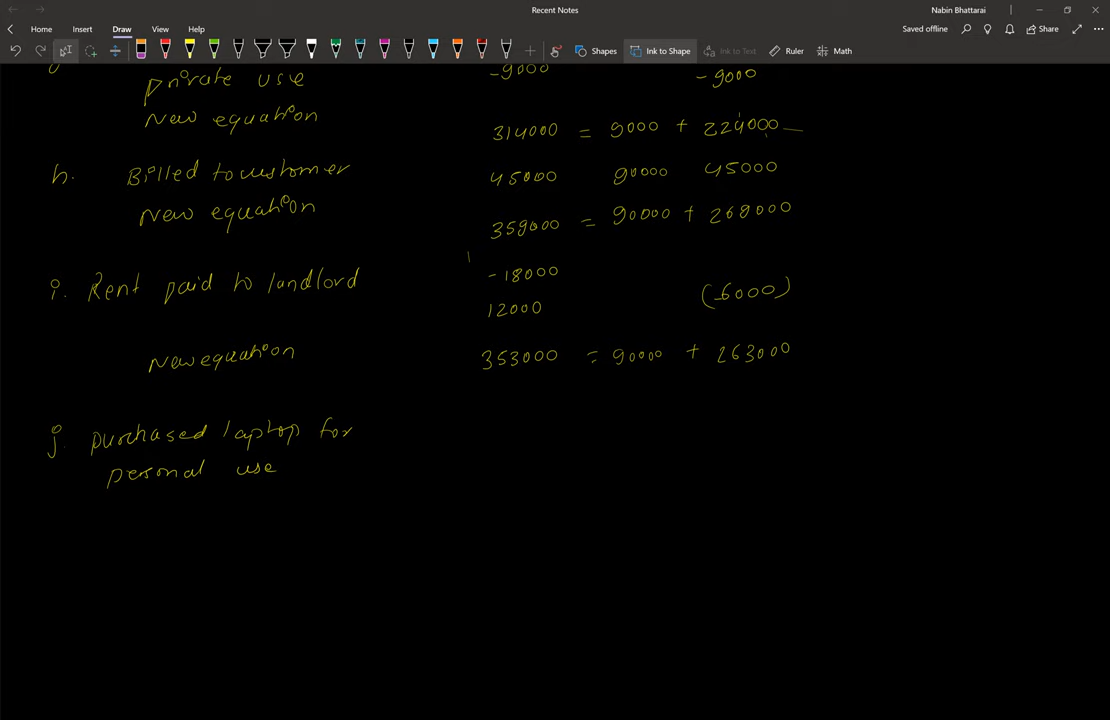 Recent Notes
Nabin Bhattarai
Home Insert Draw View Help
Saved offline
Share
Shapes
Ink to Shape
Ink to Text
Ruler
Math
private use -9000 -9000
New equation 314000 = 9000 + 224000
h. Billed to customer 45000 90000 45000
New equation 359000 = 90000 + 269000
i. Rent paid to landlord -18000
12000 (-6000)
New equation 353000 = 90000 + 263000
j. purchased laptop for
personal use